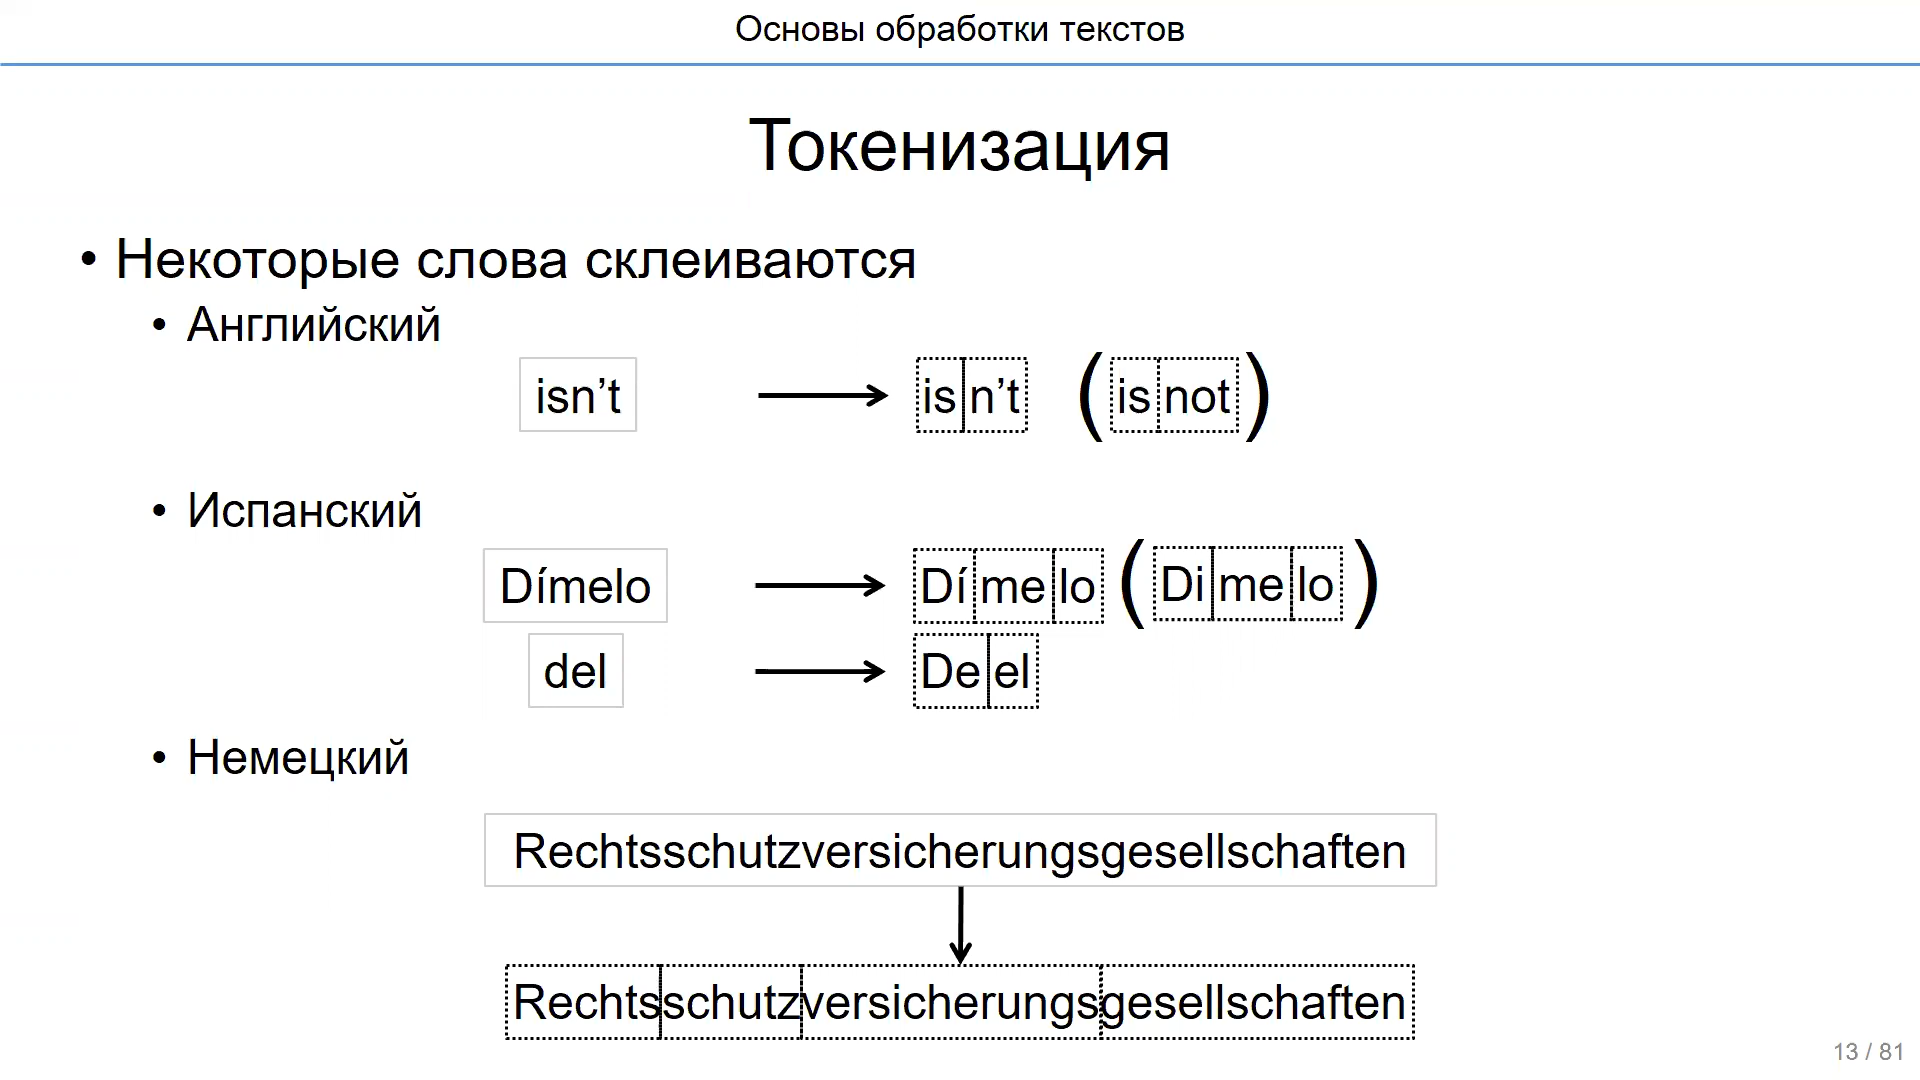 Основы обработки текстов
Токенизация
• Некоторые слова склеиваются
• Английский
isn’t is n’t ( is not )
• Испанский
Dímelo Dí me lo ( Di me lo )
del De el
• Немецкий
Rechtsschutzversicherungsgesellschaften
Rechts schutz versicherungs gesellschaften
13 / 81